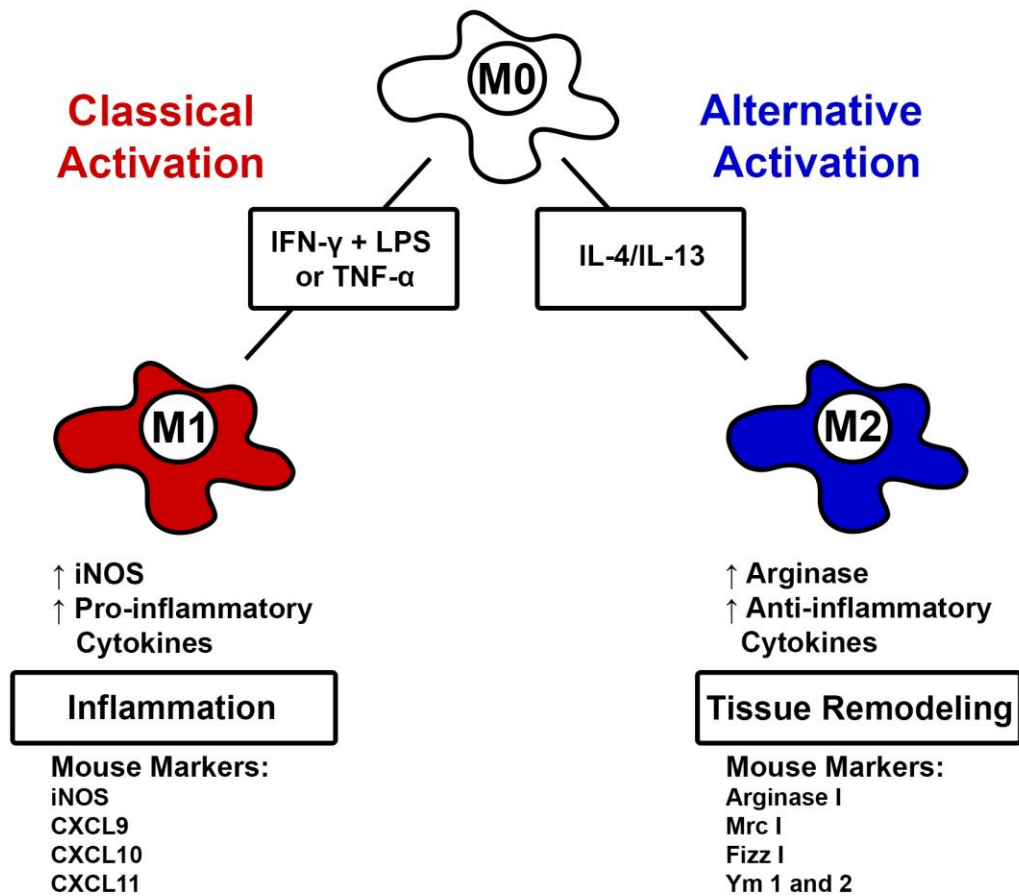 M0
Classical
Activation
Alternative
Activation
IFN-γ + LPS
or TNF-α
IL-4/IL-13
M1
M2
↑ iNOS
↑ Pro-inflammatory
Cytokines
Inflammation
Mouse Markers:
iNOS
CXCL9
CXCL10
CXCL11
↑ Arginase
↑ Anti-inflammatory
Cytokines
Tissue Remodeling
Mouse Markers:
Arginase I
Mrc I
Fizz I
Ym 1 and 2